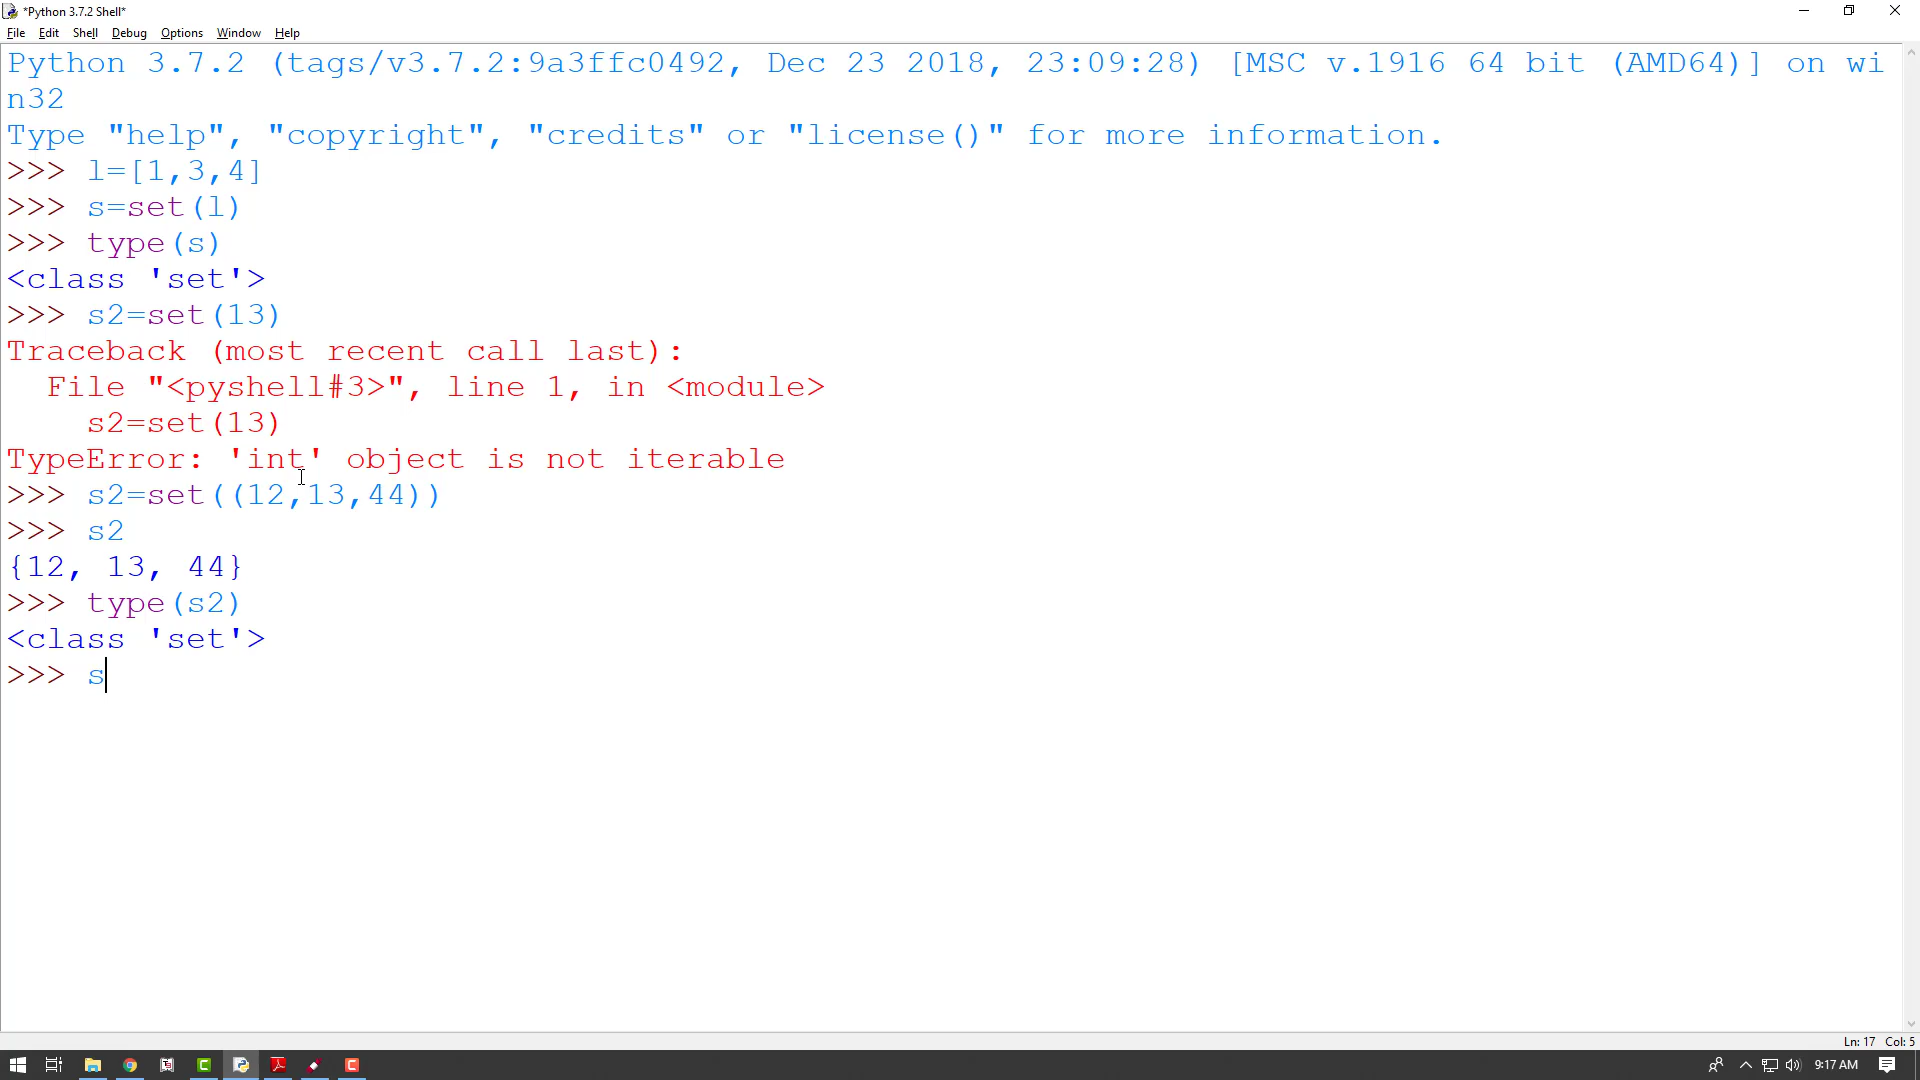 *Python 3.7.2 Shell*
File Edit Shell Debug Options Window Help
Python 3.7.2 (tags/v3.7.2:9a3ffc0492, Dec 23 2018, 23:09:28) [MSC v.1916 64 bit (AMD64)] on wi
n32
Type "help", "copyright", "credits" or "license()" for more information.
>>> l=[1,3,4]
>>> s=set(l)
>>> type(s)
<class 'set'>
>>> s2=set(13)
Traceback (most recent call last):
  File "<pyshell#3>", line 1, in <module>
    s2=set(13)
TypeError: 'int' object is not iterable
>>> s2=set((12,13,44))
>>> s2
{12, 13, 44}
>>> type(s2)
<class 'set'>
>>> s
Ln: 17 Col: 5
9:17 AM